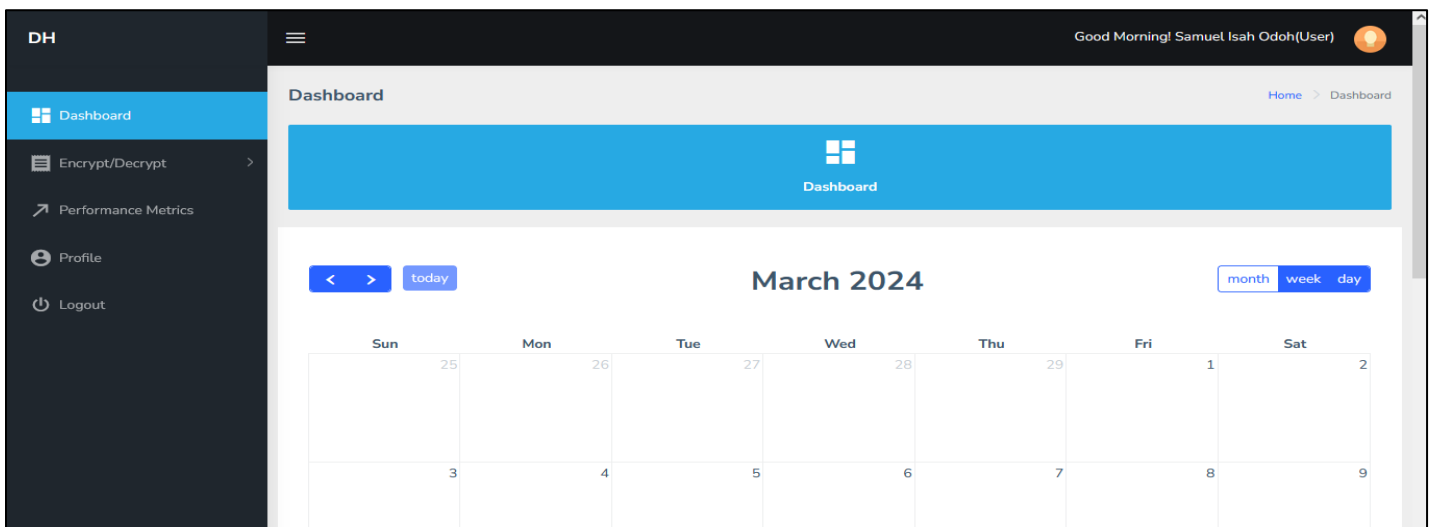 DH
Good Morning! Samuel Isah Odoh(User)
Dashboard
Home > Dashboard
Dashboard
Encrypt/Decrypt >
Performance Metrics
Profile
Logout
Dashboard
< > today
March 2024
month week day
Sun Mon Tue Wed Thu Fri Sat
25 26 27 28 29 1 2
3 4 5 6 7 8 9